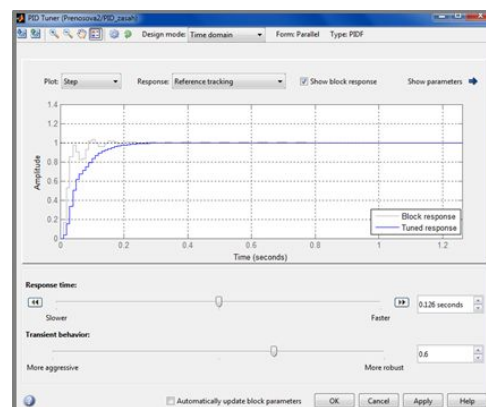 PID Tuner (Prenosova2/PID_zasah)
Design mode: Time domain Form: Parallel Type: PIDF
Plot: Step Response: Reference tracking Show block response Show parameters
1.4
1.2
1
0.8
0.6
0.4
0.2
0
Amplitude
Block response
Tuned response
0 0.2 0.4 0.6 0.8 1 1.2
Time (seconds)
Response time:
0.126 seconds
Slower Faster
Transient behavior:
0.6
More aggressive More robust
Automatically update block parameters OK Cancel Apply Help